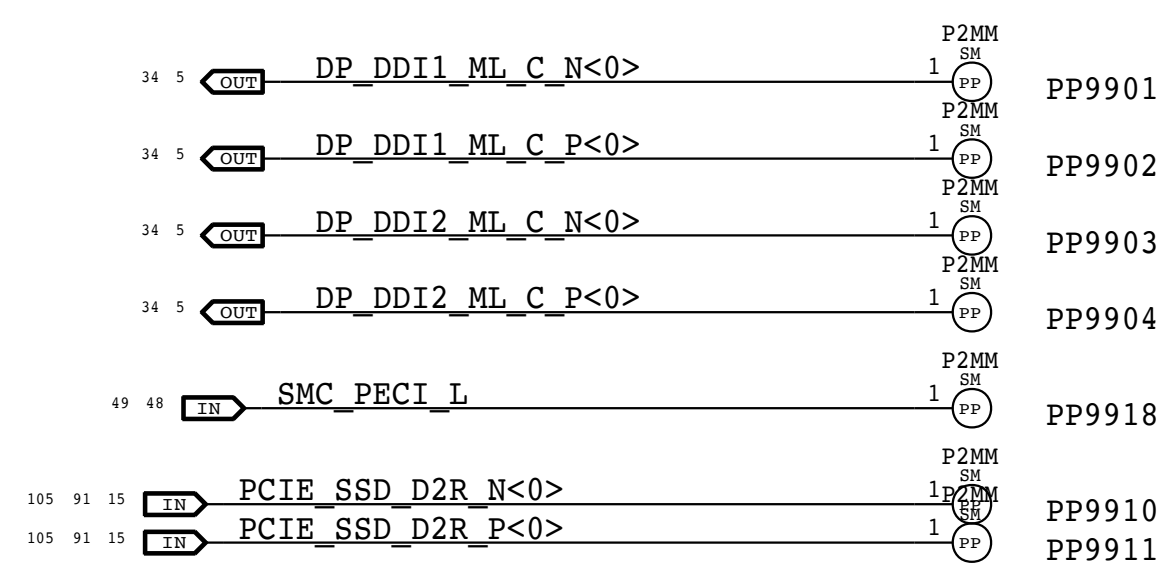 P2MM
SM
34 5 OUT DP_DDI1_ML_C_N<0> 1 PP PP9901
P2MM
SM
34 5 OUT DP_DDI1_ML_C_P<0> 1 PP PP9902
P2MM
SM
34 5 OUT DP_DDI2_ML_C_N<0> 1 PP PP9903
P2MM
SM
34 5 OUT DP_DDI2_ML_C_P<0> 1 PP PP9904
P2MM
SM
49 48 IN SMC_PECI_L 1 PP PP9918
P2MM
SM
105 91 15 IN PCIE_SSD_D2R_N<0> 1 PP PP9910
P2MM
SM
105 91 15 IN PCIE_SSD_D2R_P<0> 1 PP PP9911